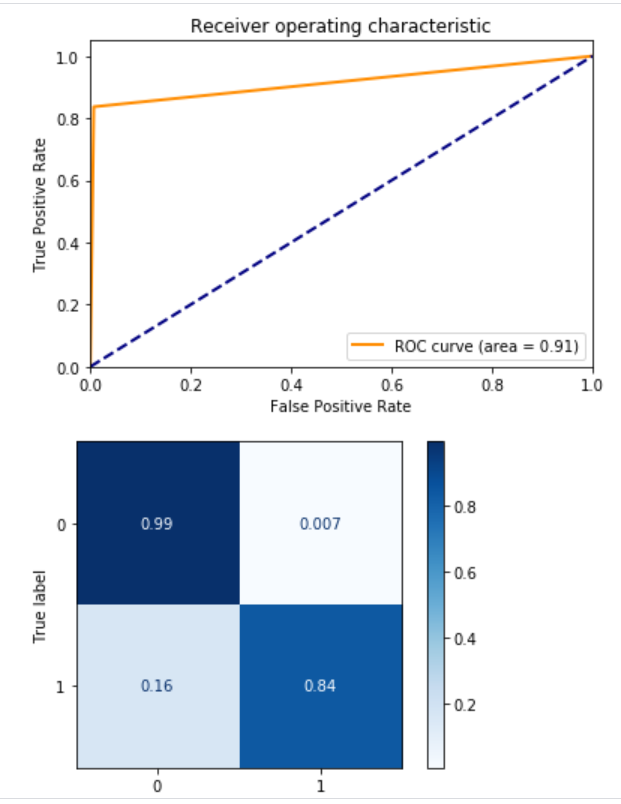 Receiver operating characteristic
1.0
0.8
0.6
0.4
0.2
0.0
True Positive Rate
ROC curve (area = 0.91)
0.0 0.2 0.4 0.6 0.8 1.0
False Positive Rate
0 0.99 0.007
1 0.16 0.84
True label
0 1
0.8
0.6
0.4
0.2